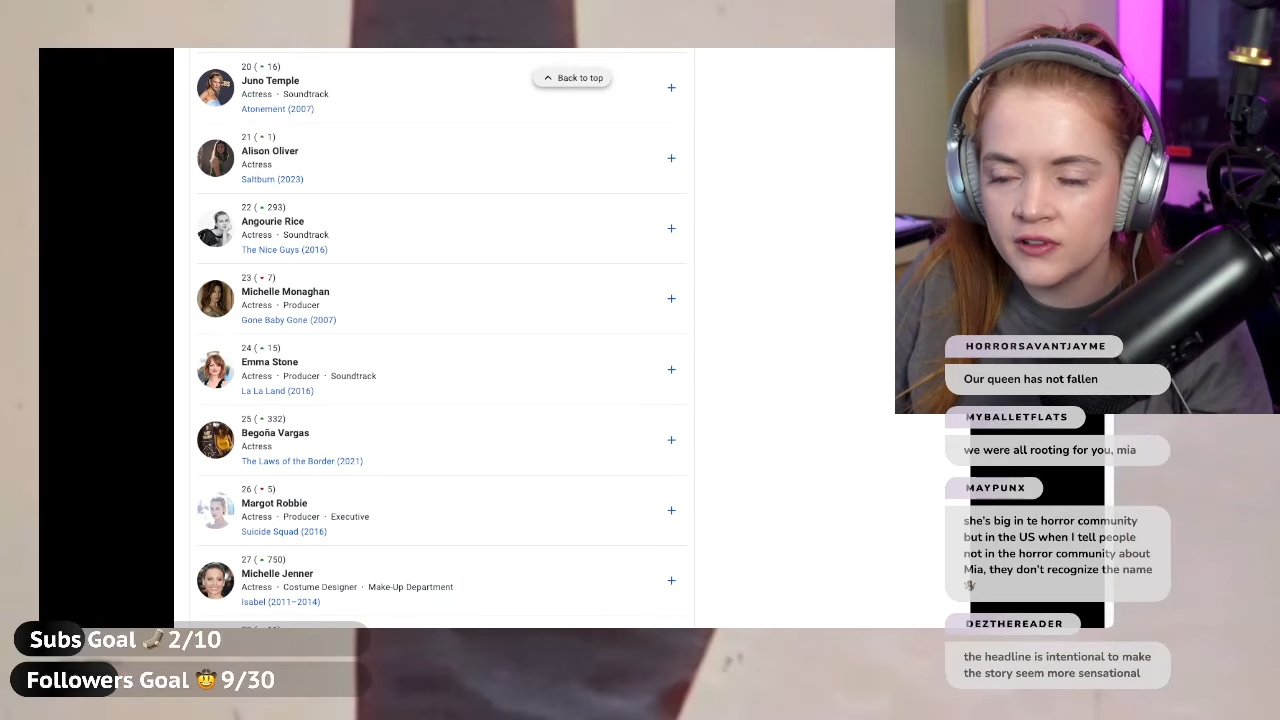 20 ( 16)
Juno Temple
Actress · Soundtrack
Atonement (2007)
Back to top
21 ( 1)
Alison Oliver
Actress
Saltburn (2023)
22 ( 293)
Angourie Rice
Actress · Soundtrack
The Nice Guys (2016)
23 ( 7)
Michelle Monaghan
Actress · Producer
Gone Baby Gone (2007)
24 ( 15)
Emma Stone
Actress · Producer · Soundtrack
La La Land (2016)
25 ( 332)
Begoña Vargas
Actress
The Laws of the Border (2021)
26 ( 5)
Margot Robbie
Actress · Producer · Executive
Suicide Squad (2016)
27 ( 750)
Michelle Jenner
Actress · Costume Designer · Make-Up Department
Isabel (2011–2014)
HORRORSAVANTJAYME
Our queen has not fallen
MYBALLETFLATS
we were all rooting for you, mia
MAYPUNX
she's big in te horror community
but in the US when I tell people
not in the horror community about
Mia, they don't recognize the name
DEZTHEREADER
the headline is intentional to make
the story seem more sensational
Subs Goal 2/10
Followers Goal 9/30